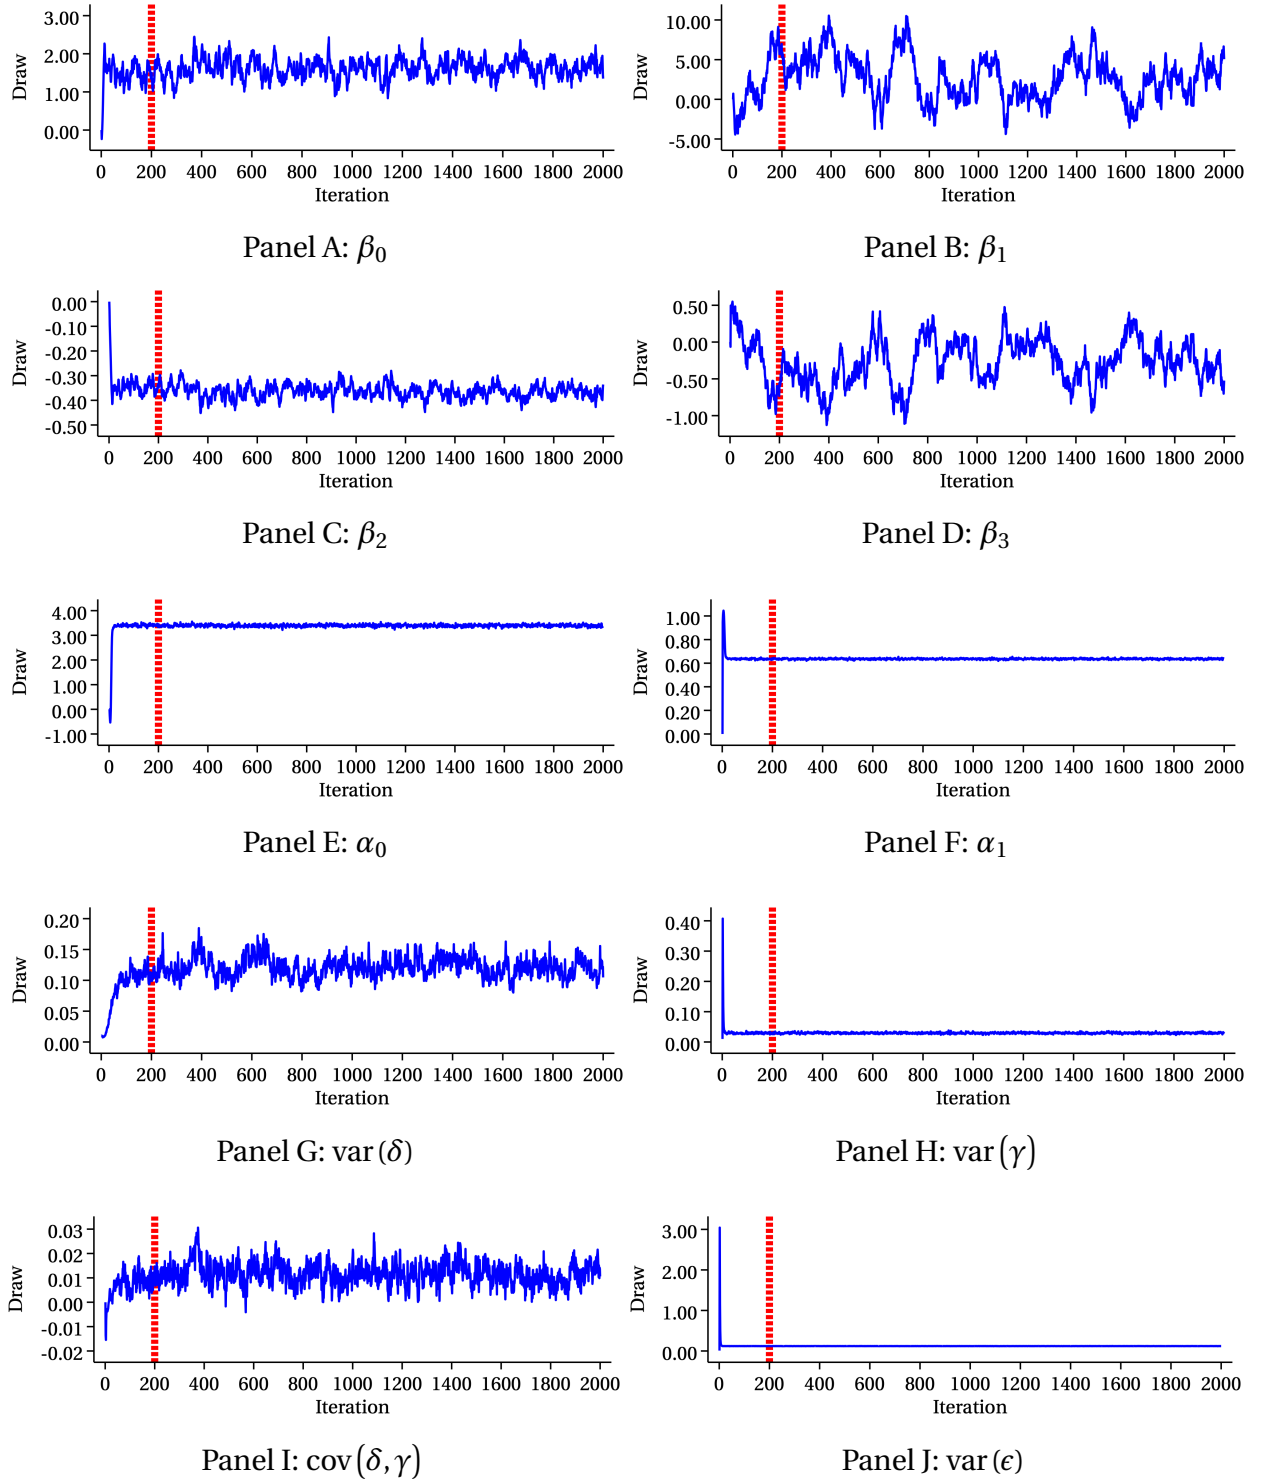 3.00
2.00
1.00
0.00
Draw
0 200 400 600 800 1000 1200 1400 1600 1800 2000
Iteration
Panel A: β0
10.00
5.00
0.00
-5.00
Draw
0 200 400 600 800 1000 1200 1400 1600 1800 2000
Iteration
Panel B: β1
0.00
-0.10
-0.20
-0.30
-0.40
-0.50
Draw
0 200 400 600 800 1000 1200 1400 1600 1800 2000
Iteration
Panel C: β2
0.50
0.00
-0.50
-1.00
Draw
0 200 400 600 800 1000 1200 1400 1600 1800 2000
Iteration
Panel D: β3
4.00
3.00
2.00
1.00
0.00
-1.00
Draw
0 200 400 600 800 1000 1200 1400 1600 1800 2000
Iteration
Panel E: α0
1.00
0.80
0.60
0.40
0.20
0.00
Draw
0 200 400 600 800 1000 1200 1400 1600 1800 2000
Iteration
Panel F: α1
0.20
0.15
0.10
0.05
0.00
Draw
0 200 400 600 800 1000 1200 1400 1600 1800 2000
Iteration
Panel G: var(δ)
0.40
0.30
0.20
0.10
0.00
Draw
0 200 400 600 800 1000 1200 1400 1600 1800 2000
Iteration
Panel H: var(γ)
0.03
0.02
0.01
0.00
-0.01
-0.02
Draw
0 200 400 600 800 1000 1200 1400 1600 1800 2000
Iteration
Panel I: cov(δ,γ)
3.00
2.00
1.00
0.00
Draw
0 200 400 600 800 1000 1200 1400 1600 1800 2000
Iteration
Panel J: var(ϵ)